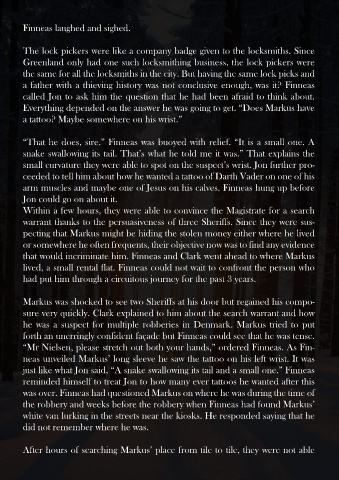 Finneas laughed and sighed.

The lock pickers were like a company badge given to the locksmiths. Since
Greenland only had one such locksmithing business, the lock pickers were
the same for all the locksmiths in the city. But having the same lock picks and
a father with a thieving history was not conclusive enough, was it? Finneas
called Jon to ask him the question that he had been afraid to think about.
Everything depended on the answer he was going to get. “Does Markus have
a tattoo? Maybe somewhere on his wrist.”

“That he does, sire.” Finneas was buoyed with relief. “It is a small one. A
snake swallowing its tail. That’s what he told me it was.” That explains the
small curvature they were able to spot on the suspect’s wrist. Jon further pro-
ceeded to tell him about how he wanted a tattoo of Darth Vader on one of his
arm muscles and maybe one of Jesus on his calves. Finneas hung up before
Jon could go on about it.
Within a few hours, they were able to convince the Magistrate for a search
warrant thanks to the persuasiveness of three Sheriffs. Since they were sus-
pecting that Markus might be hiding the stolen money either where he lived
or somewhere he often frequents, their objective now was to find any evidence
that would incriminate him. Finneas and Clark went ahead to where Markus
lived, a small rental flat. Finneas could not wait to confront the person who
had put him through a circuitous journey for the past 3 years.

Markus was shocked to see two Sheriffs at his door but regained his compo-
sure very quickly. Clark explained to him about the search warrant and how
he was a suspect for multiple robberies in Denmark. Markus tried to put
forth an unerringly confident façade but Finneas could see that he was tense.
“Mr Nielsen, please stretch out both your hands,” ordered Finneas. As Fin-
neas unveiled Markus’ long sleeve he saw the tattoo on his left wrist. It was
just like what Jon said, “A snake swallowing its tail and a small one.” Finneas
reminded himself to treat Jon to how many ever tattoos he wanted after this
was over. Finneas had questioned Markus on where he was during the time of
the robbery and weeks before the robbery when Finneas had found Markus’
white van lurking in the streets near the kiosks. He responded saying that he
did not remember where he was.

After hours of searching Markus’ place from tile to tile, they were not able